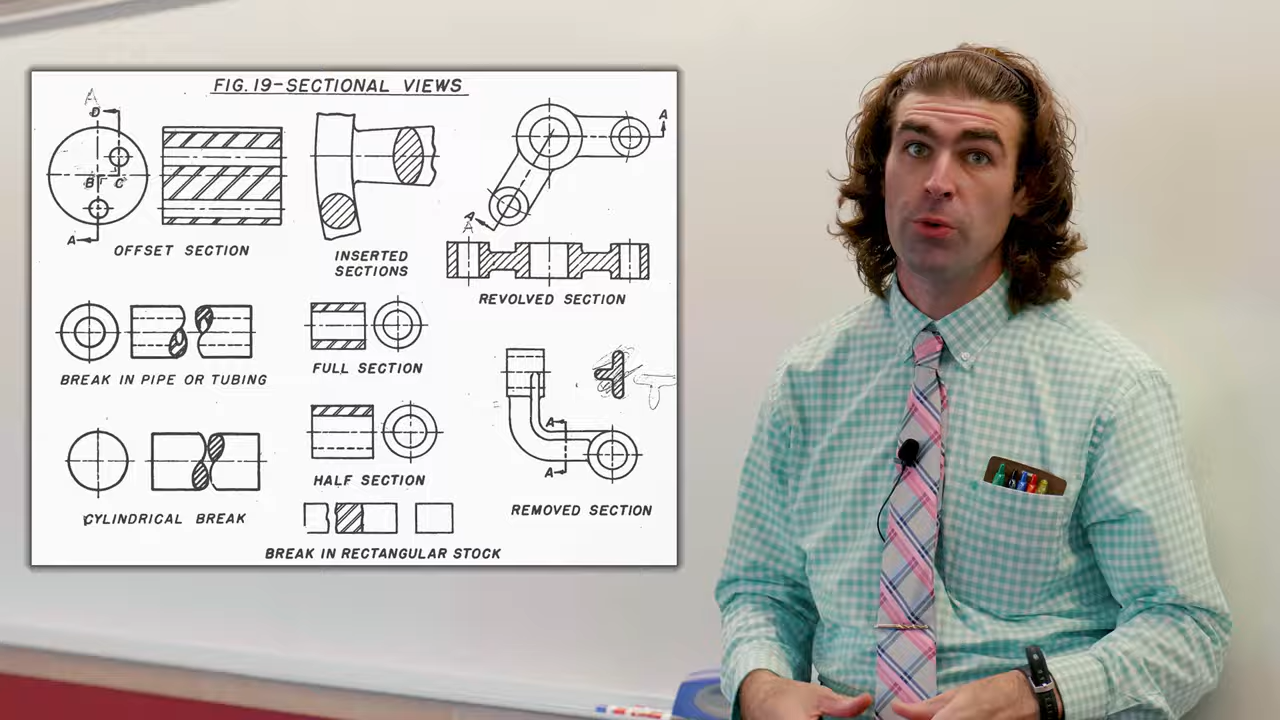 FIG. 19-SECTIONAL VIEWS
A
D
B
C
A
OFFSET SECTION
INSERTED
SECTIONS
A
A
A
REVOLVED SECTION
BREAK IN PIPE OR TUBING
FULL SECTION
CYLINDRICAL BREAK
HALF SECTION
A
A
REMOVED SECTION
BREAK IN RECTANGULAR STOCK